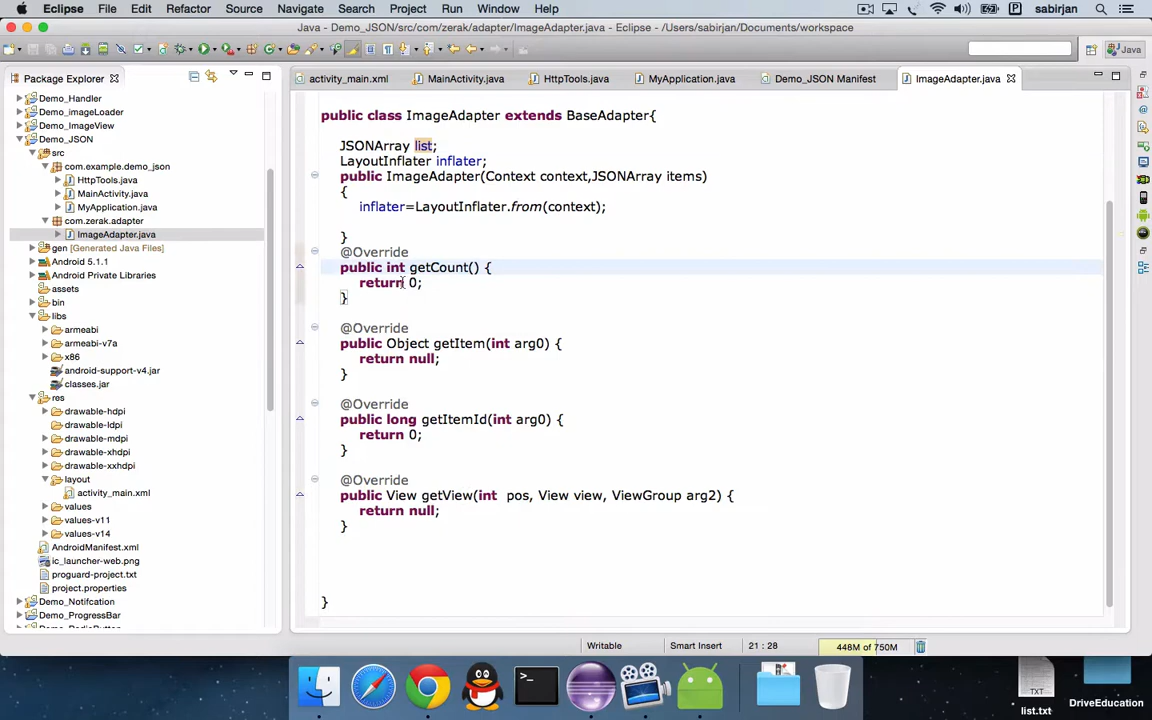 Eclipse File Edit Refactor Source Navigate Search Project Run Window Help sabirjan
Java - Demo_JSON/src/com/zerak/adapter/ImageAdapter.java - Eclipse - /Users/sabirjan/Documents/workspace
Java
Package Explorer
activity_main.xml MainActivity.java HttpTools.java MyApplication.java Demo_JSON Manifest ImageAdapter.java
Demo_Handler
Demo_imageLoader
Demo_ImageView
Demo_JSON
src
com.example.demo_json
HttpTools.java
MainActivity.java
MyApplication.java
com.zerak.adapter
ImageAdapter.java
gen [Generated Java Files]
Android 5.1.1
Android Private Libraries
assets
bin
libs
armeabi
armeabi-v7a
x86
android-support-v4.jar
classes.jar
res
drawable-hdpi
drawable-ldpi
drawable-mdpi
drawable-xhdpi
drawable-xxhdpi
layout
activity_main.xml
values
values-v11
values-v14
AndroidManifest.xml
ic_launcher-web.png
proguard-project.txt
project.properties
Demo_Notifcation
Demo_ProgressBar
public class ImageAdapter extends BaseAdapter{
JSONArray list;
LayoutInflater inflater;
public ImageAdapter(Context context,JSONArray items)
{
inflater=LayoutInflater.from(context);
}
@Override
public int getCount() {
return 0;
}
@Override
public Object getItem(int arg0) {
return null;
}
@Override
public long getItemId(int arg0) {
return 0;
}
@Override
public View getView(int pos, View view, ViewGroup arg2) {
return null;
}
}
Writable Smart Insert 21 : 28 448M of 750M
TXT
list.txt
DriveEducation